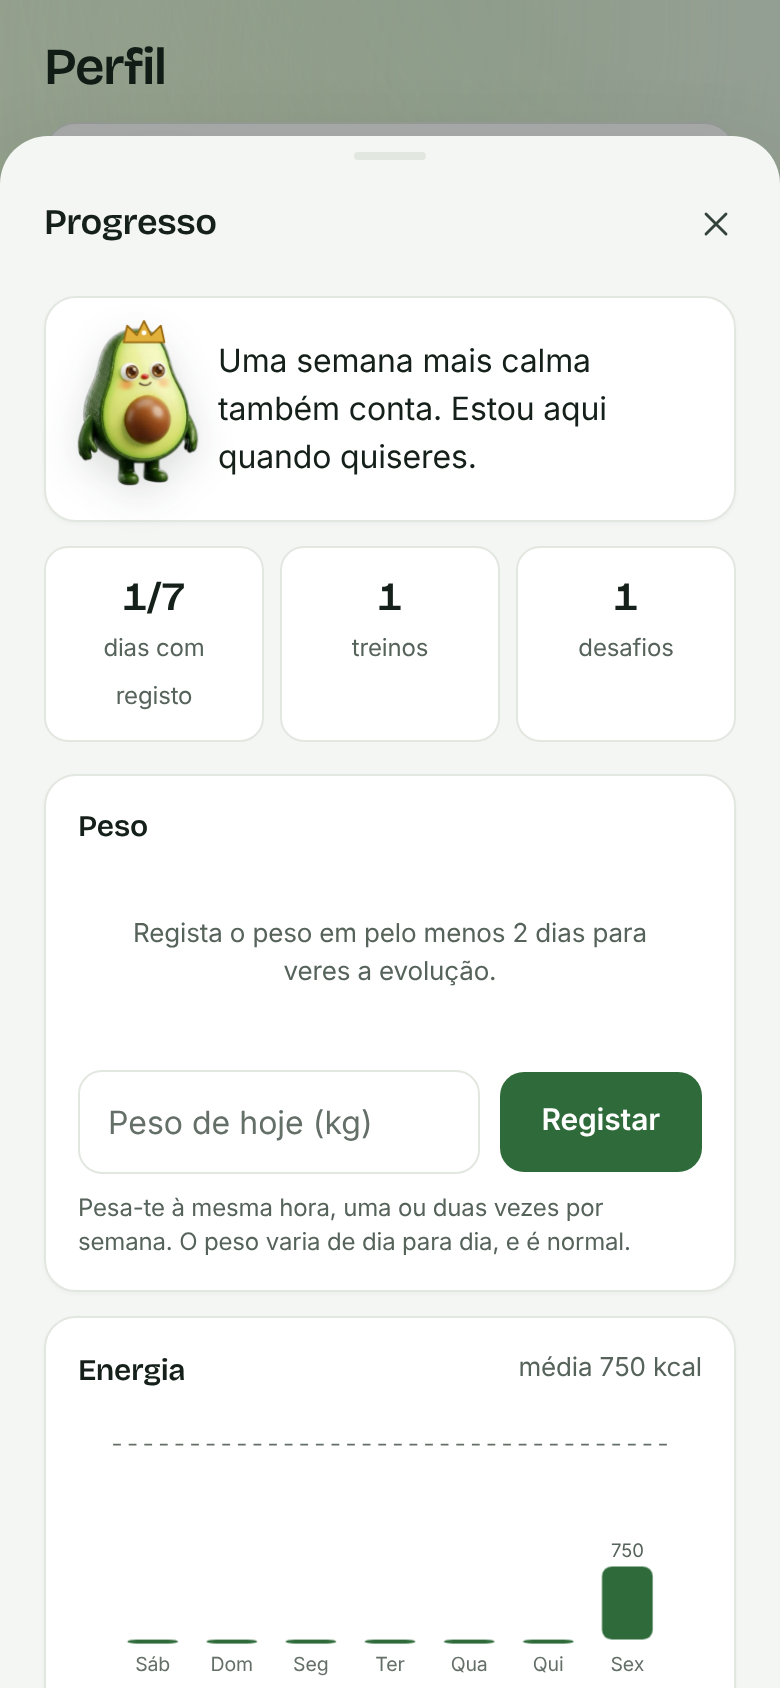 Perfil
Progresso
Uma semana mais calma
também conta. Estou aqui
quando quiseres.
1/7
dias com
registo
1
treinos
1
desafios
Peso
Regista o peso em pelo menos 2 dias para
veres a evolução.
Peso de hoje (kg)
Registar
Pesa-te à mesma hora, uma ou duas vezes por
semana. O peso varia de dia para dia, e é normal.
Energia
média 750 kcal
750
Sáb Dom Seg Ter Qua Qui Sex